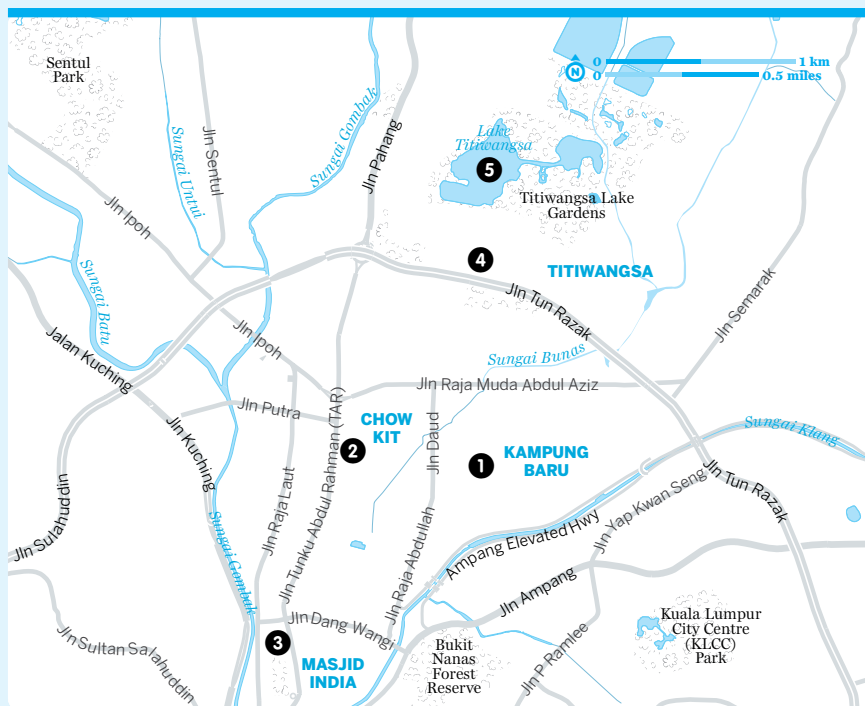 Sentul
Park
Sungai Untui
Jln Sentul
Sungai Gombak
Jln Pahang
N
0
1 km
0
0.5 miles
Lake
Titiwangsa
5
Titiwangsa Lake
Gardens
Jln Ipoh
4
TITIWANGSA
Jln Tun Razak
Jln Semarak
Sungai Batu
Jalan Kuching
Jln Ipoh
Sungai Bunas
Jln Raja Muda Abdul Aziz
Jln Putra
Jln Kuching
CHOW
KIT
2
Jln Daud
1
KAMPUNG
BARU
Sungai Klang
Jln Tun Razak
Jln Sulahuddin
Jln Raja Laut
Jln Tunku Abdul Rahman (TAR)
Sungai Gombak
Jln Raja Abdullah
Ampang Elevated Hwy
Jln Yap Kwan Seng
Jln Ampang
Jln Sultan Salahuddin
Jln Dang Wangi
3
MASJID
INDIA
Bukit
Nanas
Forest
Reserve
Jln P Ramlee
Kuala Lumpur
City Centre
(KLCC)
Park